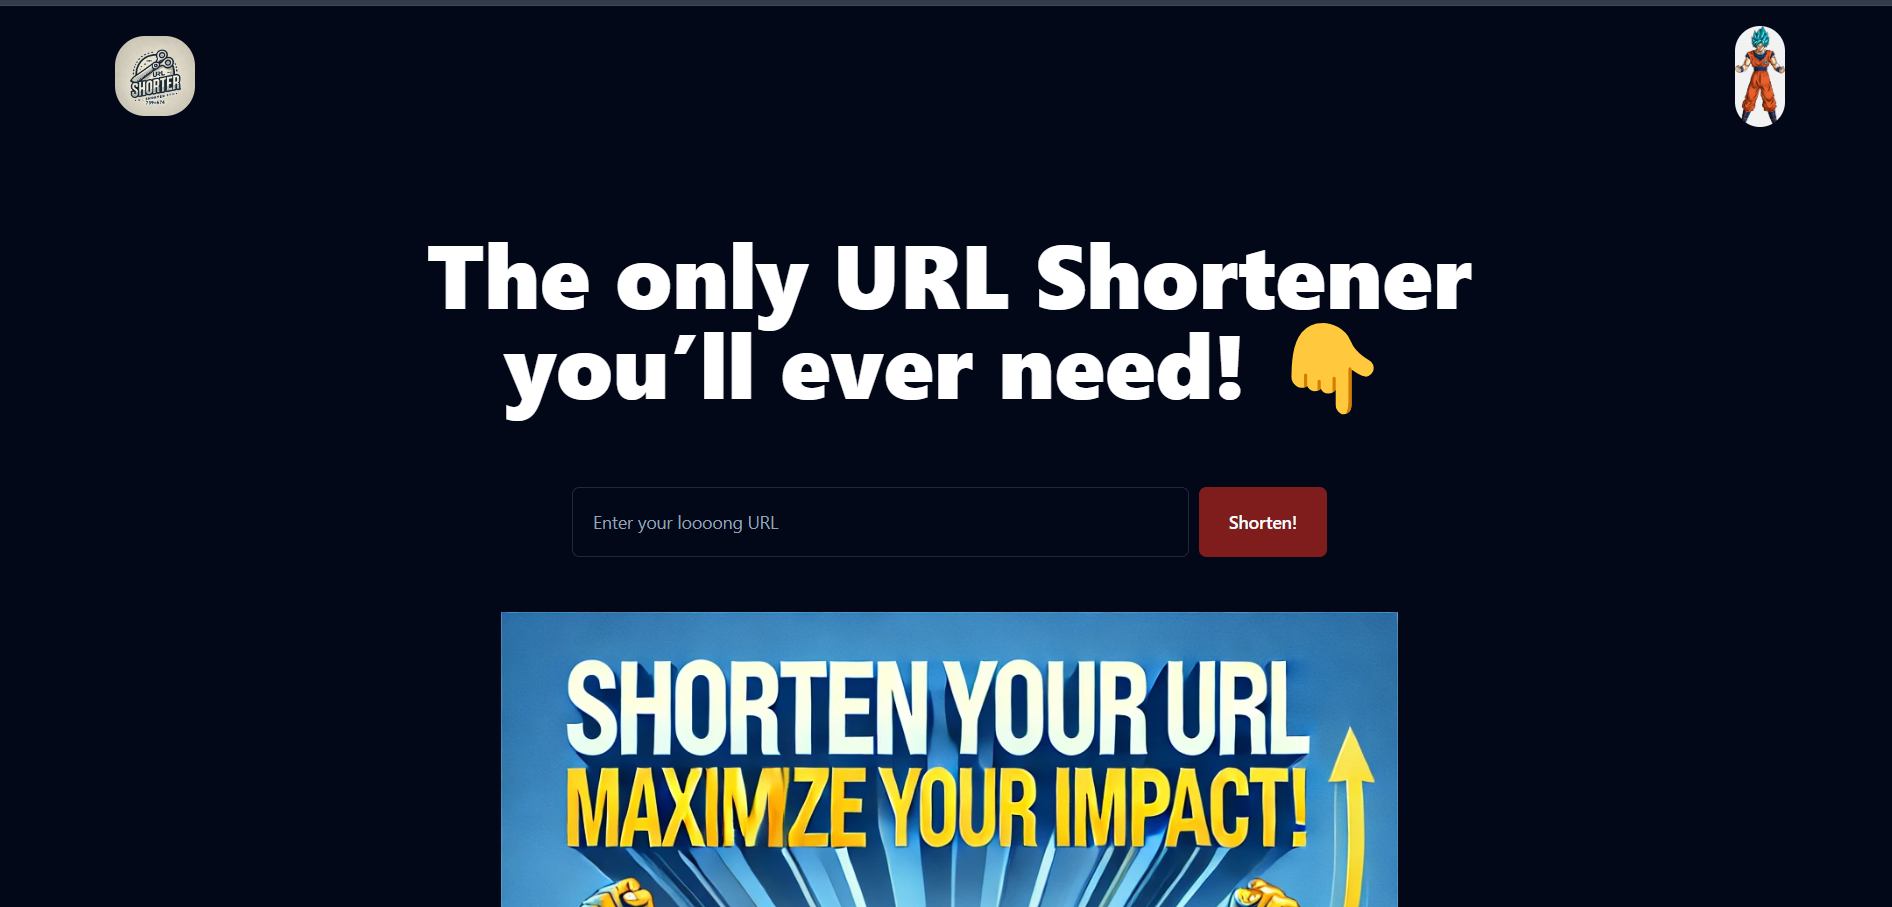 URL
SHORTER
The only URL Shortener
you’ll ever need! 👇
Enter your loooong URL
Shorten!
SHORTEN YOUR URL
MAXIMIZE YOUR IMPACT!